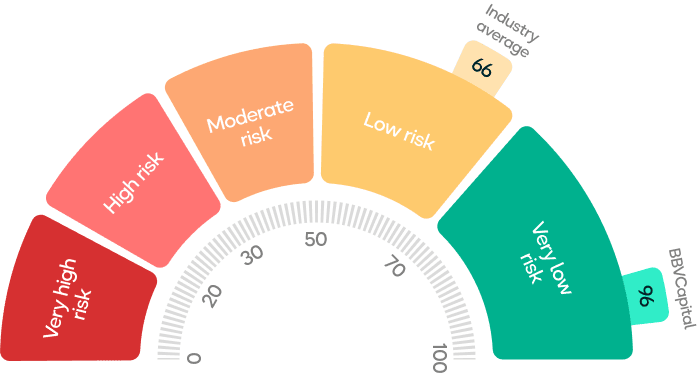 Industry
average
66
Moderate
risk
Low risk
High risk
Very high
risk
Very low
risk
BBVCapital
96
0
20
30
50
70
100